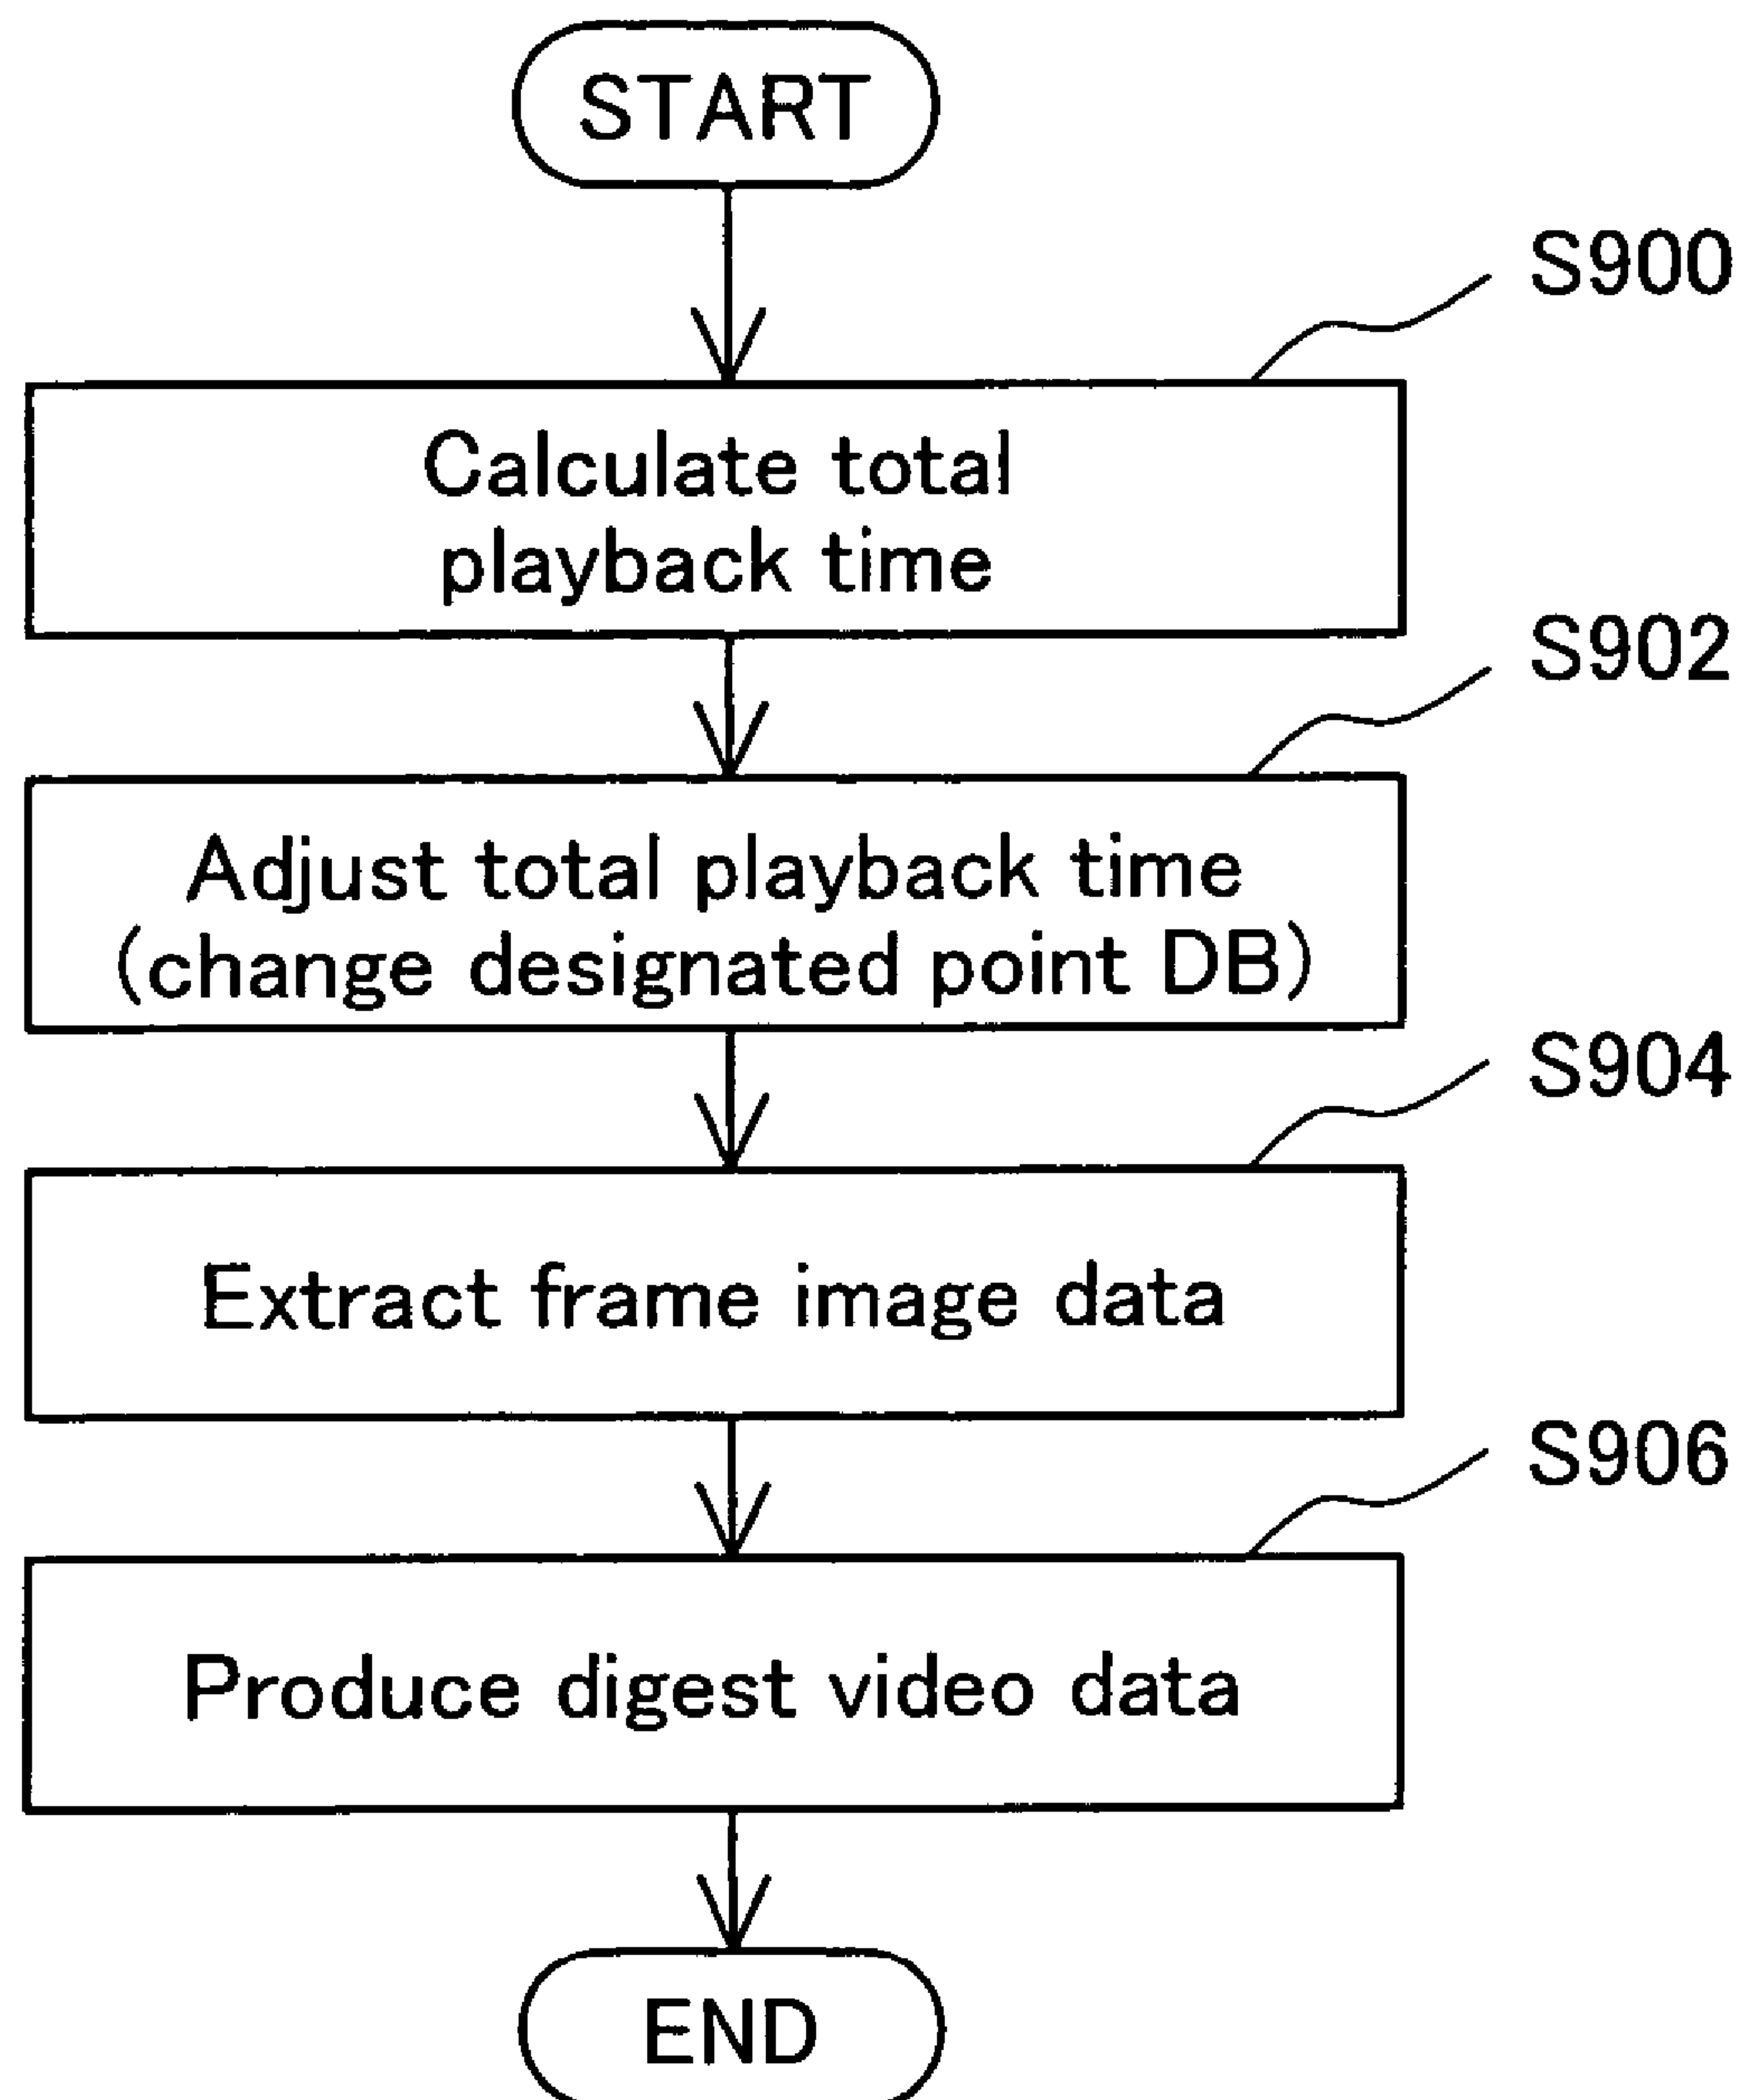 START
S900
Calculate total
playback time
S902
Adjust total playback time
(change designated point DB)
S904
Extract frame image data
S906
Produce digest video data
END